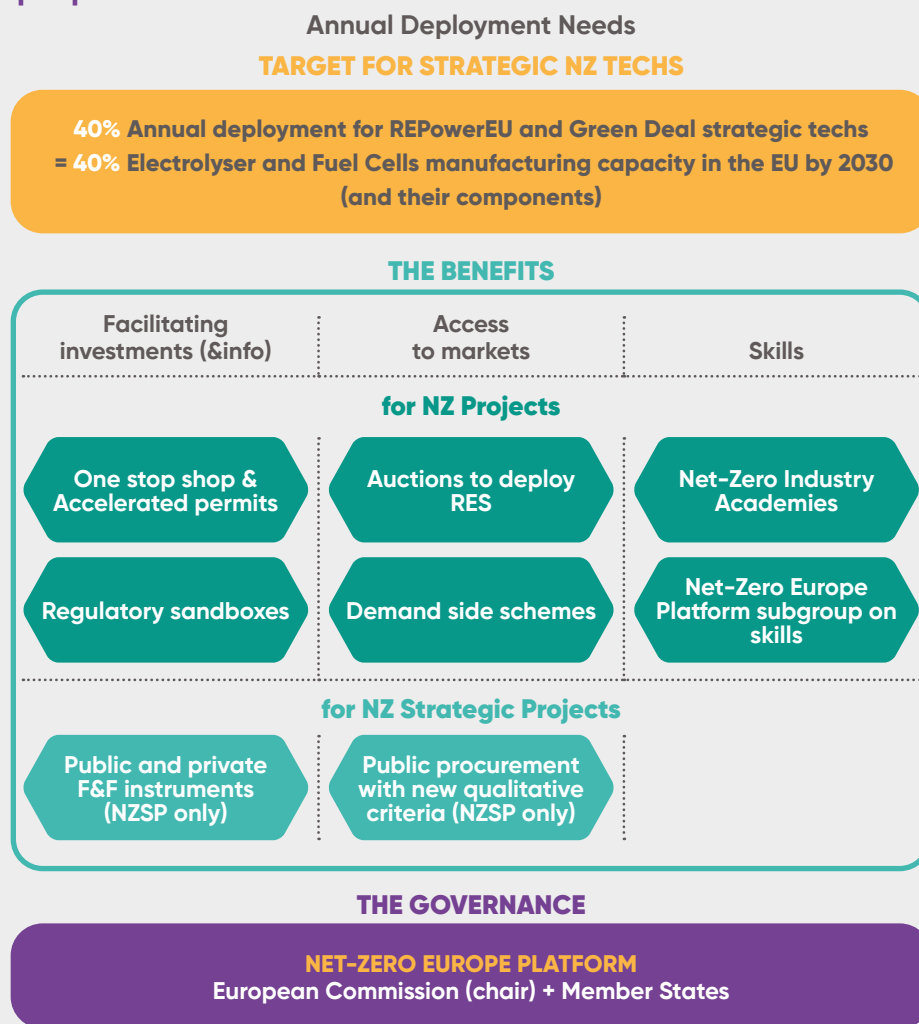 Annual Deployment Needs
TARGET FOR STRATEGIC NZ TECHS
40% Annual deployment for REPowerEU and Green Deal strategic techs
= 40% Electrolyser and Fuel Cells manufacturing capacity in the EU by 2030
(and their components)
THE BENEFITS
Facilitating
investments (&info)
Access
to markets
Skills
for NZ Projects
One stop shop &
Accelerated permits
Auctions to deploy
RES
Net-Zero Industry
Academies
Regulatory sandboxes
Demand side schemes
Net-Zero Europe
Platform subgroup on
skills
for NZ Strategic Projects
Public and private
F&F instruments
(NZSP only)
Public procurement
with new qualitative
criteria (NZSP only)
THE GOVERNANCE
NET-ZERO EUROPE PLATFORM
European Commission (chair) + Member States